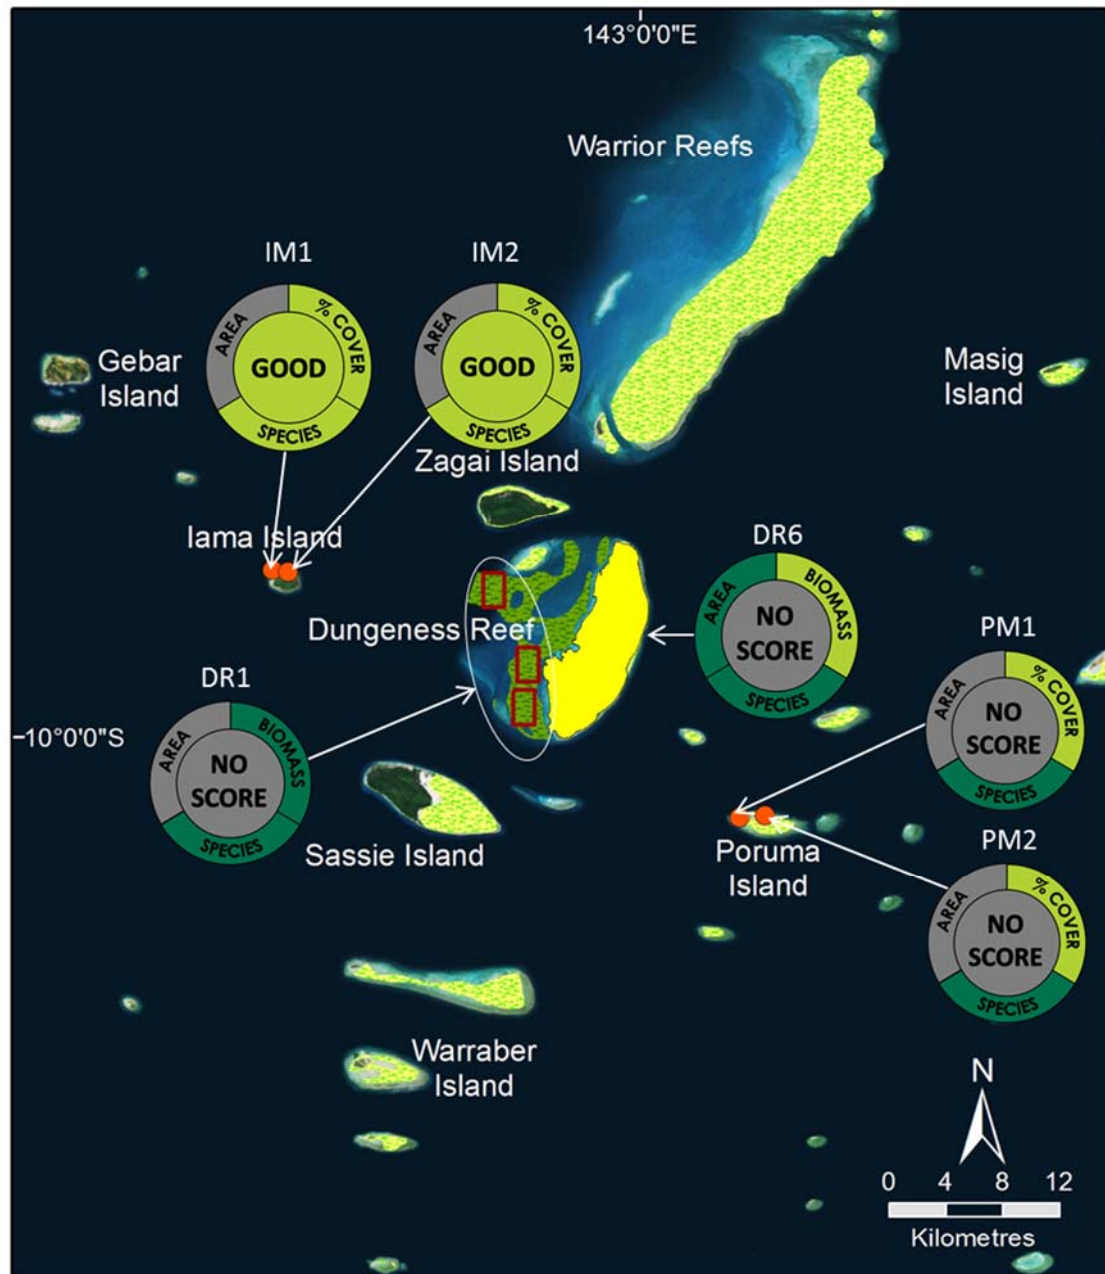 143°0'0"E
Warrior Reefs
IM1
IM2
AREA
% COVER
GOOD
SPECIES
AREA
% COVER
GOOD
SPECIES
Gebar
Island
Masig
Island
Zagai Island
Iama Island
DR6
AREA
BIOMASS
NO
SCORE
SPECIES
Dungeness Reef
PM1
AREA
% COVER
NO
SCORE
SPECIES
DR1
AREA
BIOMASS
NO
SCORE
SPECIES
10°0'0"S
Sassie Island
Poruma
Island
PM2
AREA
% COVER
NO
SCORE
SPECIES
Warraber
Island
N
0 4 8 12
Kilometres